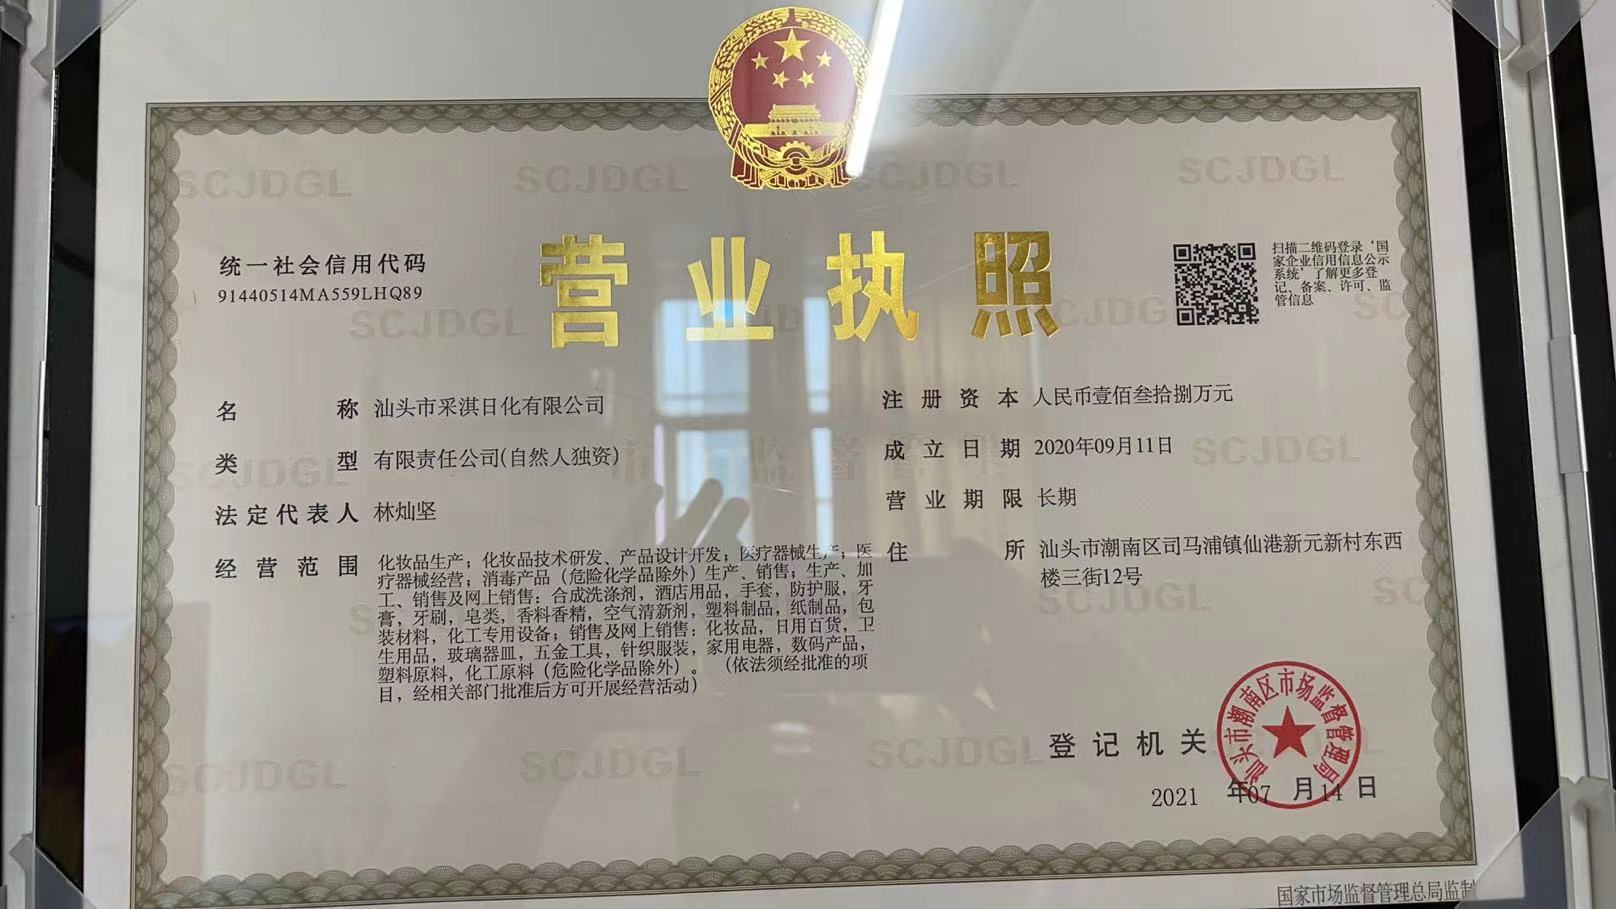 营业执照
统一社会信用代码
91440514MA559LHQ89
扫描二维码登录‘国
家企业信用信息公示
系统’了解更多登
记、备案、许可、监
管信息
名称 汕头市采淇日化有限公司
类型 有限责任公司(自然人独资)
法定代表人 林灿坚
经营范围 化妆品生产；化妆品技术研发、产品设计开发；医疗器械生产；医
疗器械经营；消毒产品（危险化学品除外）生产、销售；生产、加
工、销售及网上销售：合成洗涤剂，酒店用品，手套，防护服，牙
膏，牙刷，皂类，香料香精，空气清新剂，塑料制品，纸制品，包
装材料，化工专用设备；销售及网上销售：化妆品，日用百货，卫
生用品，玻璃器皿，五金工具，针织服装，家用电器，数码产品，
塑料原料，化工原料（危险化学品除外）。（依法须经批准的项
目，经相关部门批准后方可开展经营活动）
注册资本 人民币壹佰叁拾捌万元
成立日期 2020年09月11日
营业期限 长期
住所 汕头市潮南区司马浦镇仙港新元新村东西
楼三街12号
登记机关
汕头市潮南区市场监督管理局
2021年07月14日
国家市场监督管理总局监制
SCJDGL
SCJDGL
SCJDGL
SCJDGL
SCJDGL
SCJDGL
SCJDGL
SCJDGL
SCJDGL
SCJDGL